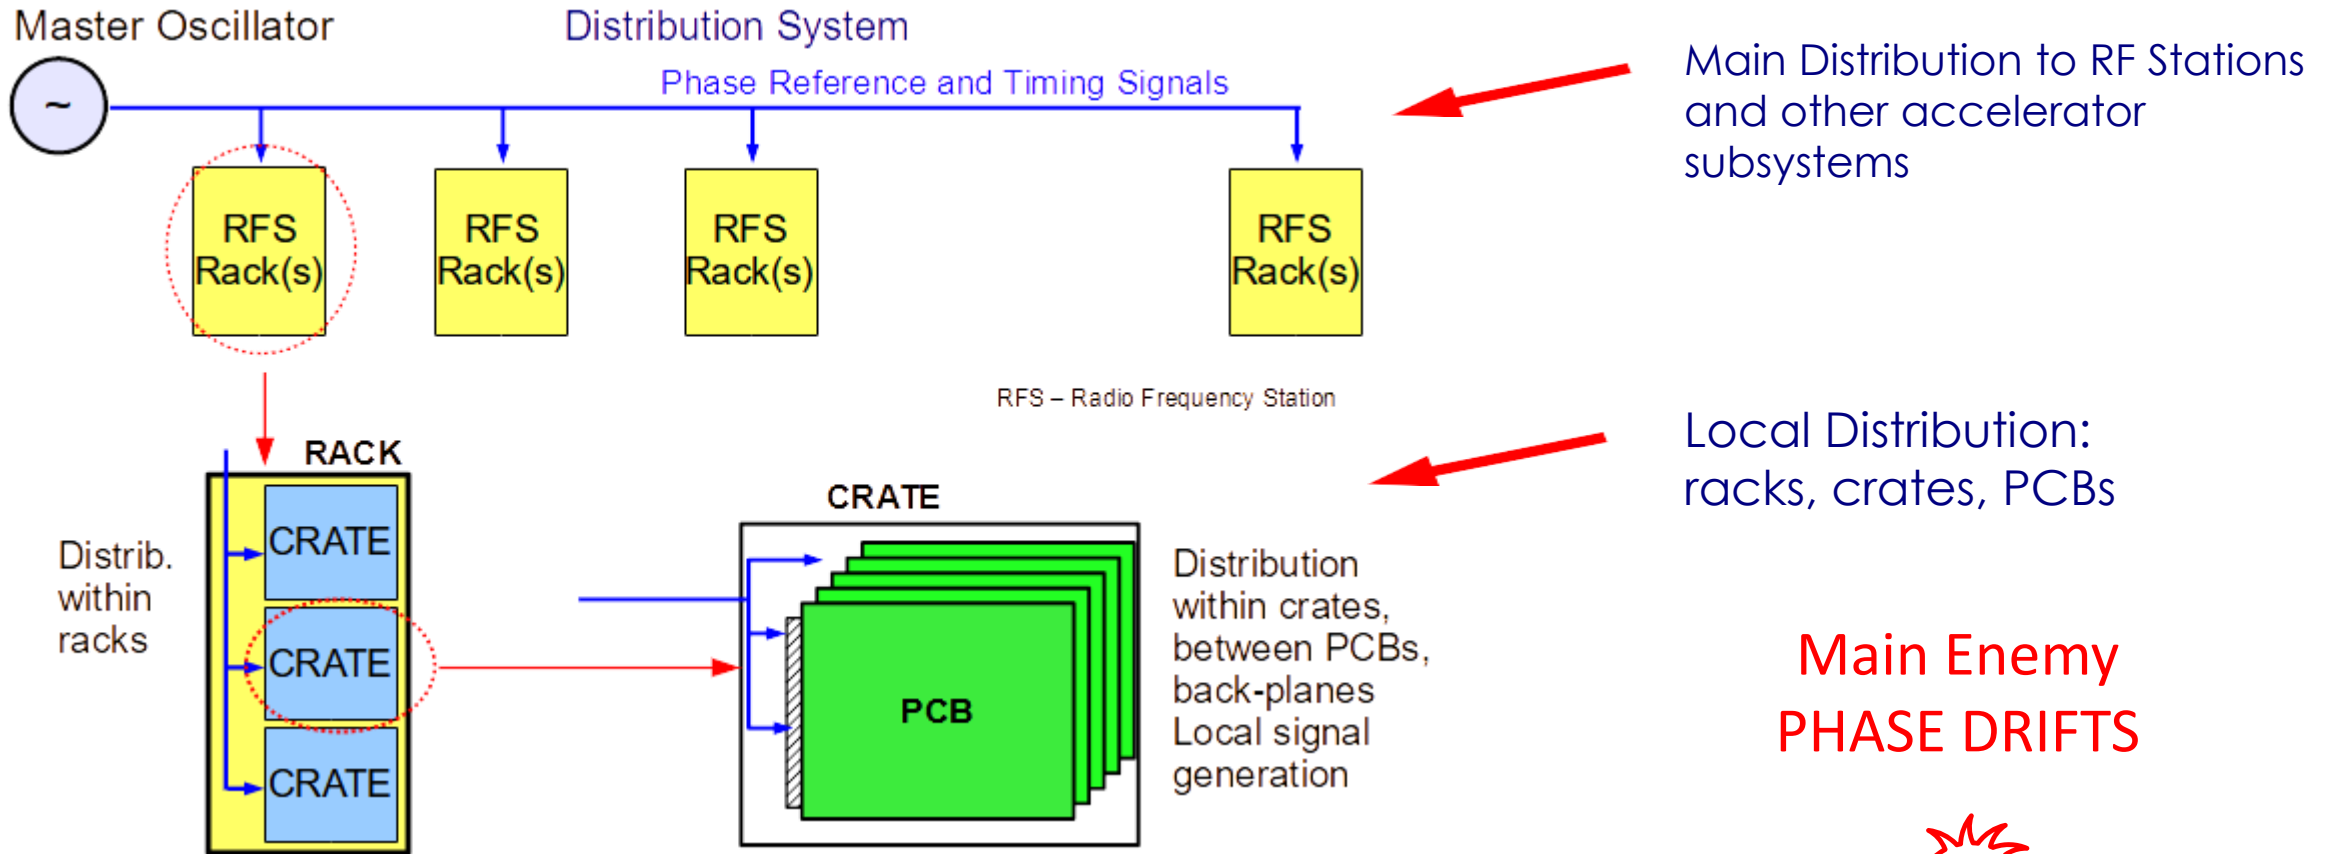 Master Oscillator
Distribution System
Phase Reference and Timing Signals
~
Main Distribution to RF Stations
and other accelerator
subsystems
RFS
Rack(s)
RFS
Rack(s)
RFS
Rack(s)
RFS
Rack(s)
RFS – Radio Frequency Station
Local Distribution:
racks, crates, PCBs
RACK
CRATE
CRATE
CRATE
Distrib.
within
racks
CRATE
PCB
Distribution
within crates,
between PCBs,
back-planes
Local signal
generation
Main Enemy
PHASE DRIFTS